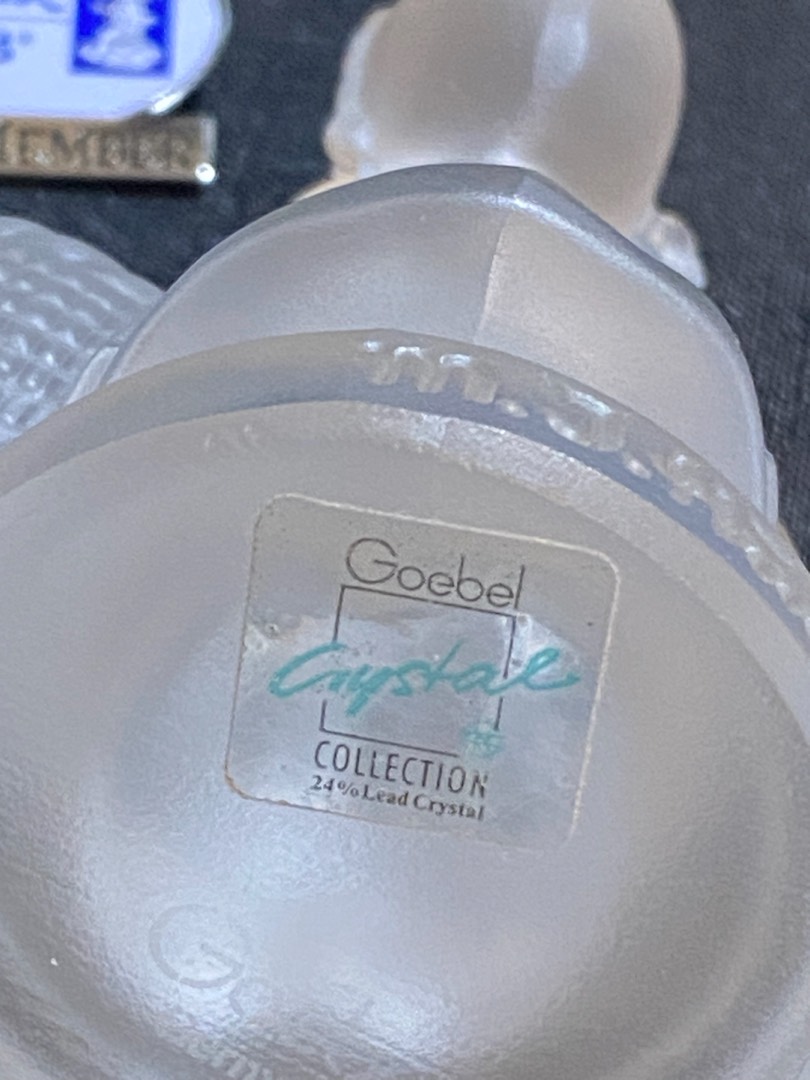 MEMBER
Goebel
Crystal
COLLECTION
24% Lead Crystal